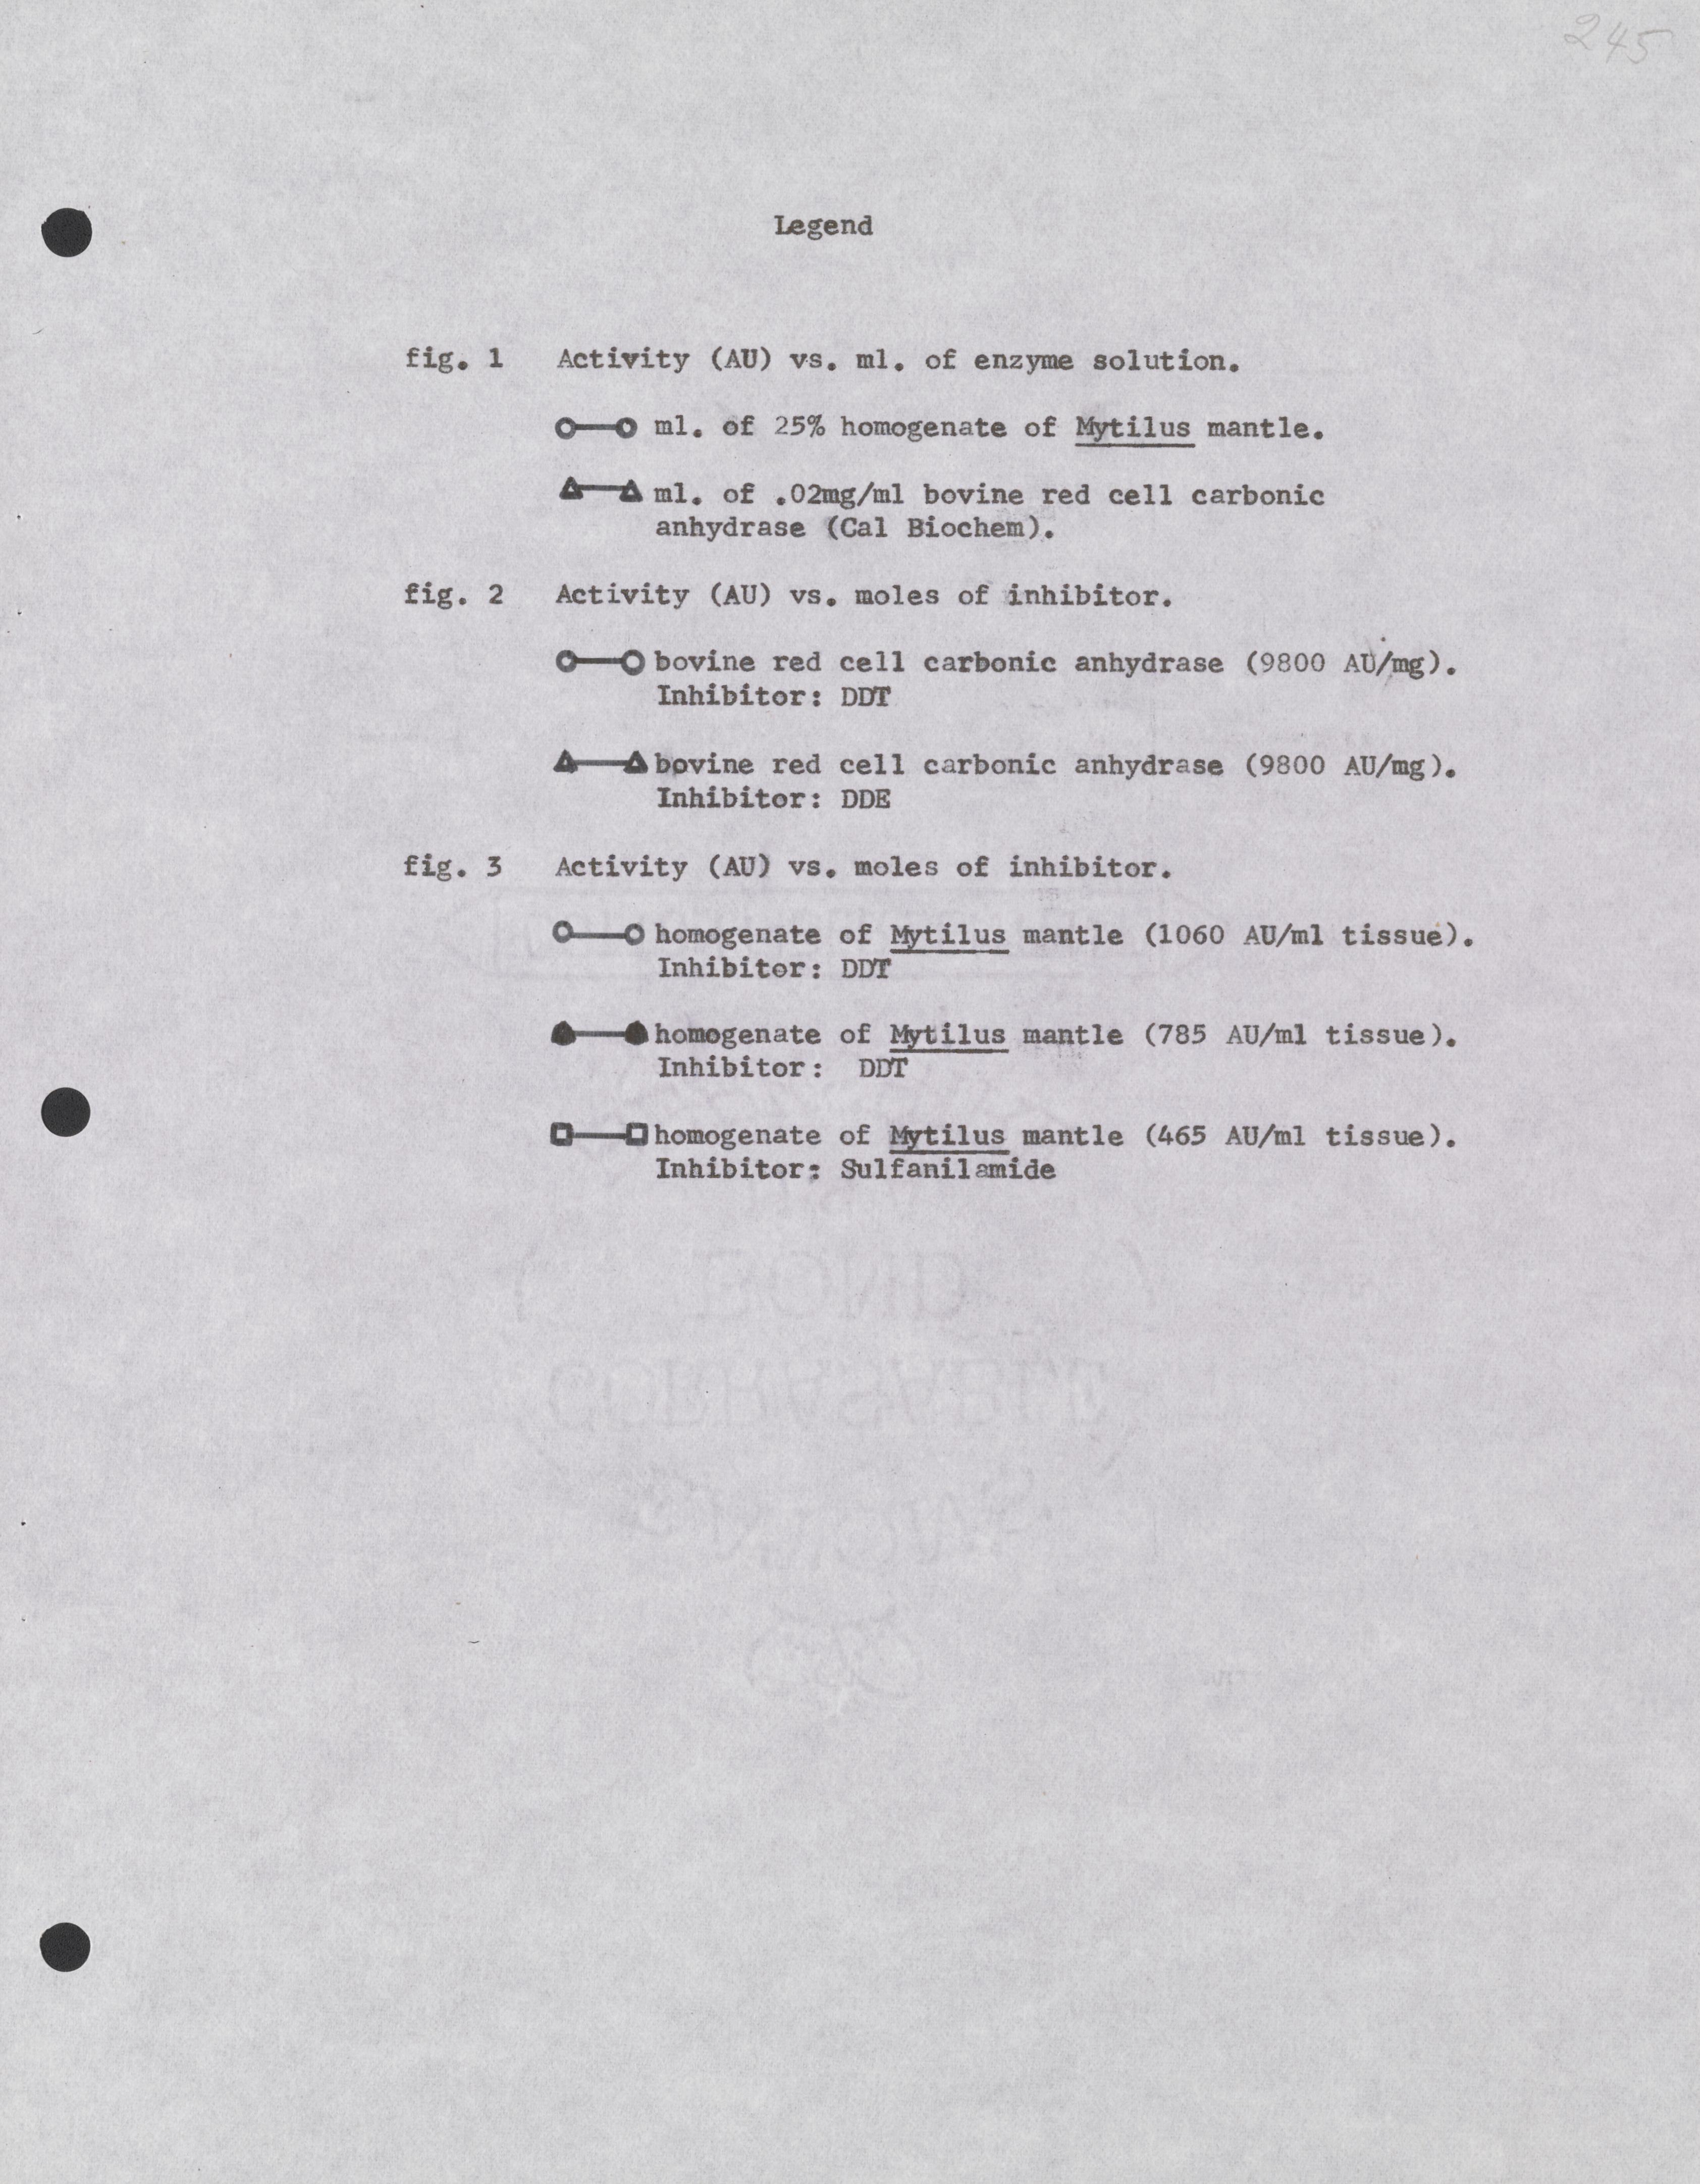 245
Legend
fig. 1 Activity (AU) vs. ml. of enzyme solution.
ml. of 25% homogenate of Mytilus mantle.
ml. of .02mg/ml bovine red cell carbonic
anhydrase (Cal Biochem).
fig. 2 Activity (AU) vs. moles of inhibitor.
bovine red cell carbonic anhydrase (9800 AU/mg).
Inhibitor: DDT
bovine red cell carbonic anhydrase (9800 AU/mg).
Inhibitor: DDE
fig. 3 Activity (AU) vs. moles of inhibitor.
homogenate of Mytilus mantle (1060 AU/ml tissue).
Inhibitor: DDT
homogenate of Mytilus mantle (785 AU/ml tissue).
Inhibitor: DDT
homogenate of Mytilus mantle (465 AU/ml tissue).
Inhibitor: Sulfanilamide